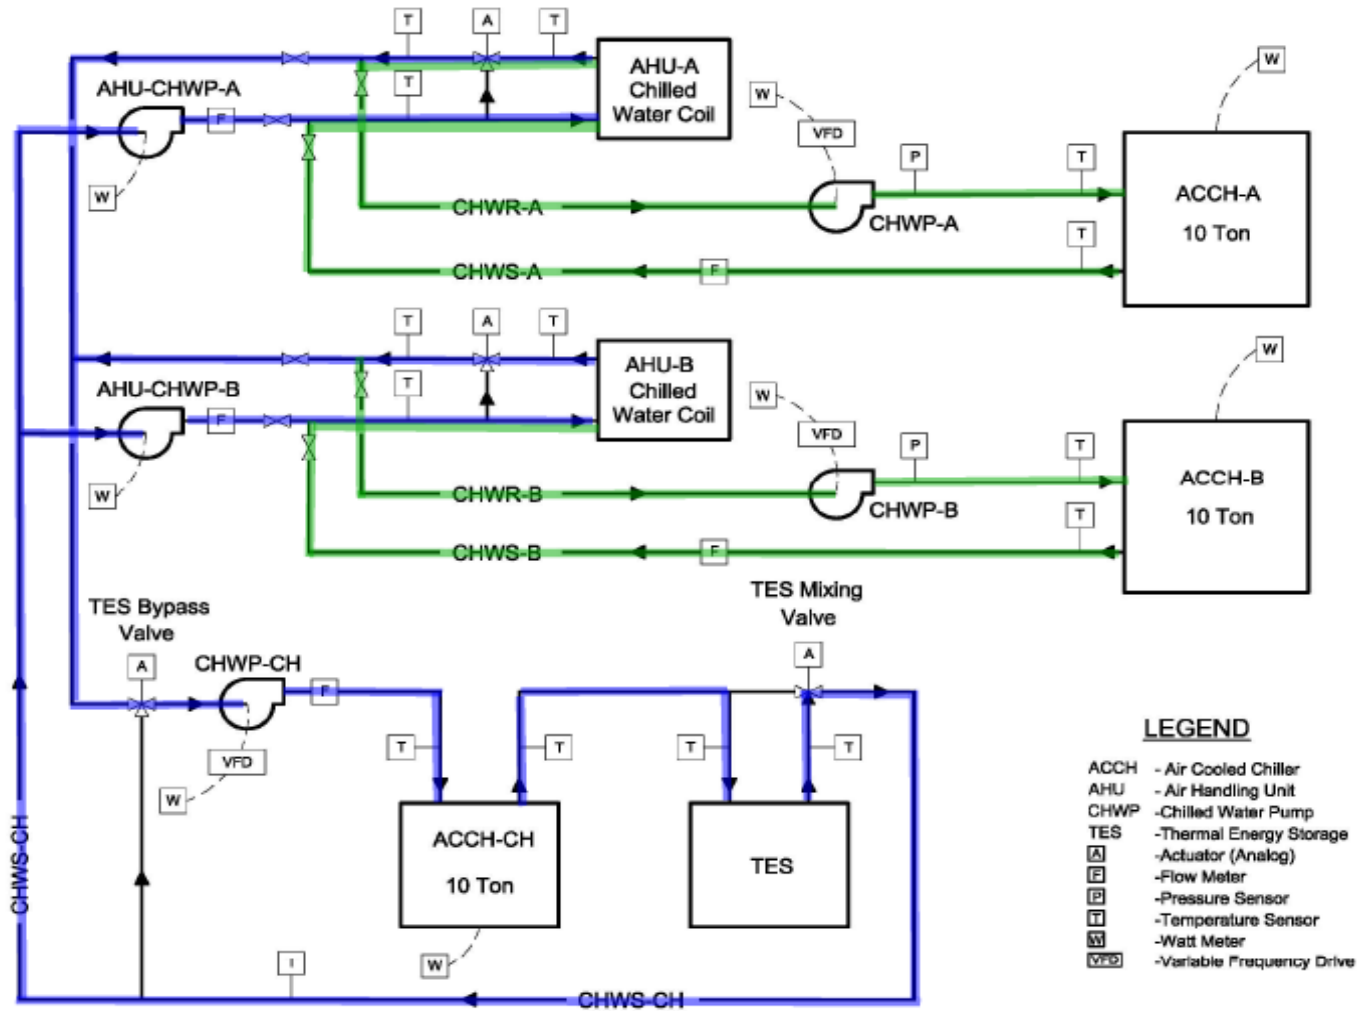 T A T
AHU-A
Chilled
Water Coil
W
AHU-CHWP-A
T
F
W
VFD
W
P T
ACCH-A
10 Ton
CHWR-A
CHWP-A
T
CHWS-A F
T A T
AHU-B
Chilled
Water Coil
W
AHU-CHWP-B
T
F
W
VFD
W
P T
ACCH-B
10 Ton
CHWR-B
CHWP-B
T
CHWS-B F
TES Bypass
Valve
A
CHWP-CH
F
VFD
W
TES Mixing
Valve
A
T T T T
ACCH-CH
10 Ton
W
TES
CHWS-CH
I
CHWS-CH
LEGEND
ACCH - Air Cooled Chiller
AHU - Air Handling Unit
CHWP -Chilled Water Pump
TES -Thermal Energy Storage
A -Actuator (Analog)
F -Flow Meter
P -Pressure Sensor
T -Temperature Sensor
W -Watt Meter
VFD -Variable Frequency Drive